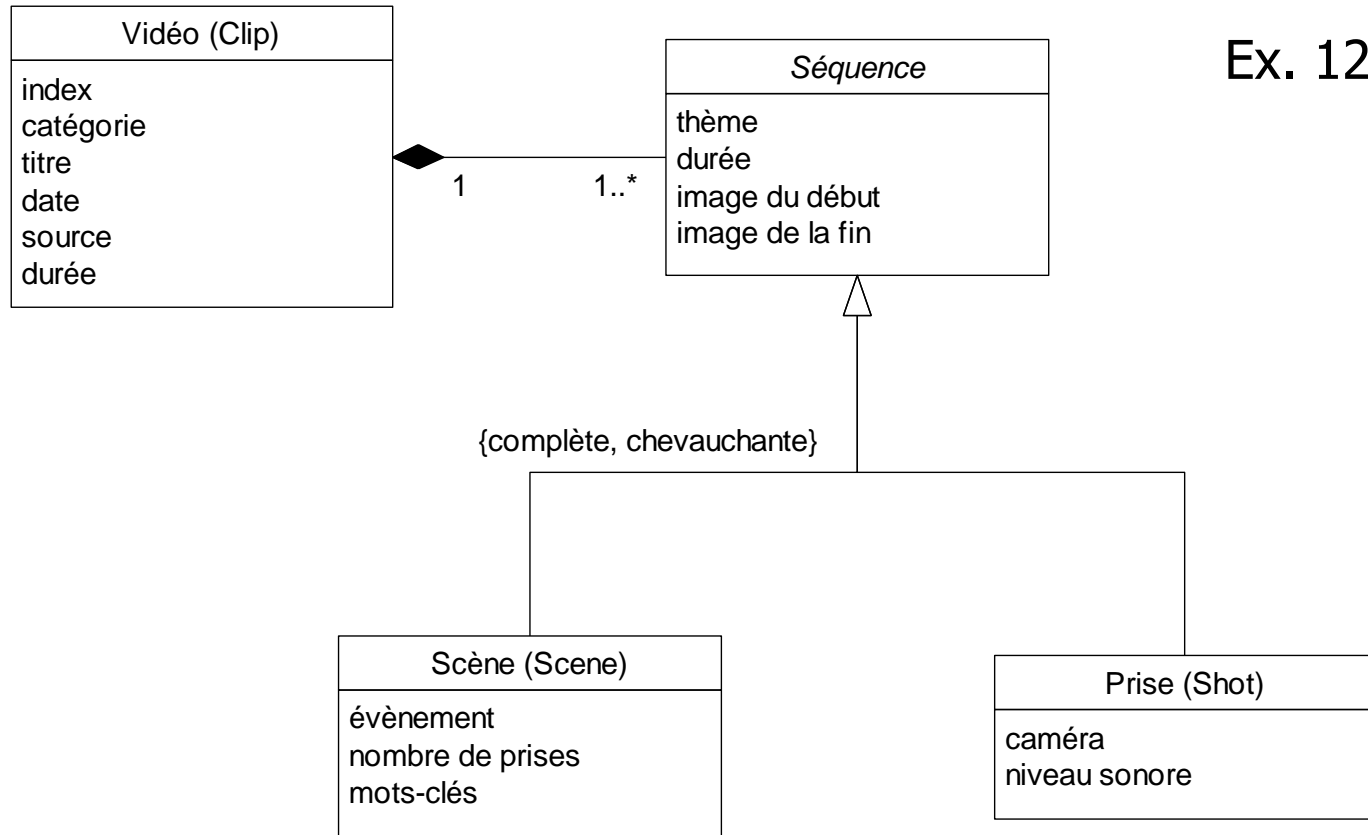 Vidéo (Clip)
index
catégorie
titre
date
source
durée
1
1..*
Séquence
thème
durée
image du début
image de la fin
Ex. 12
{complète, chevauchante}
Scène (Scene)
évènement
nombre de prises
mots-clés
Prise (Shot)
caméra
niveau sonore